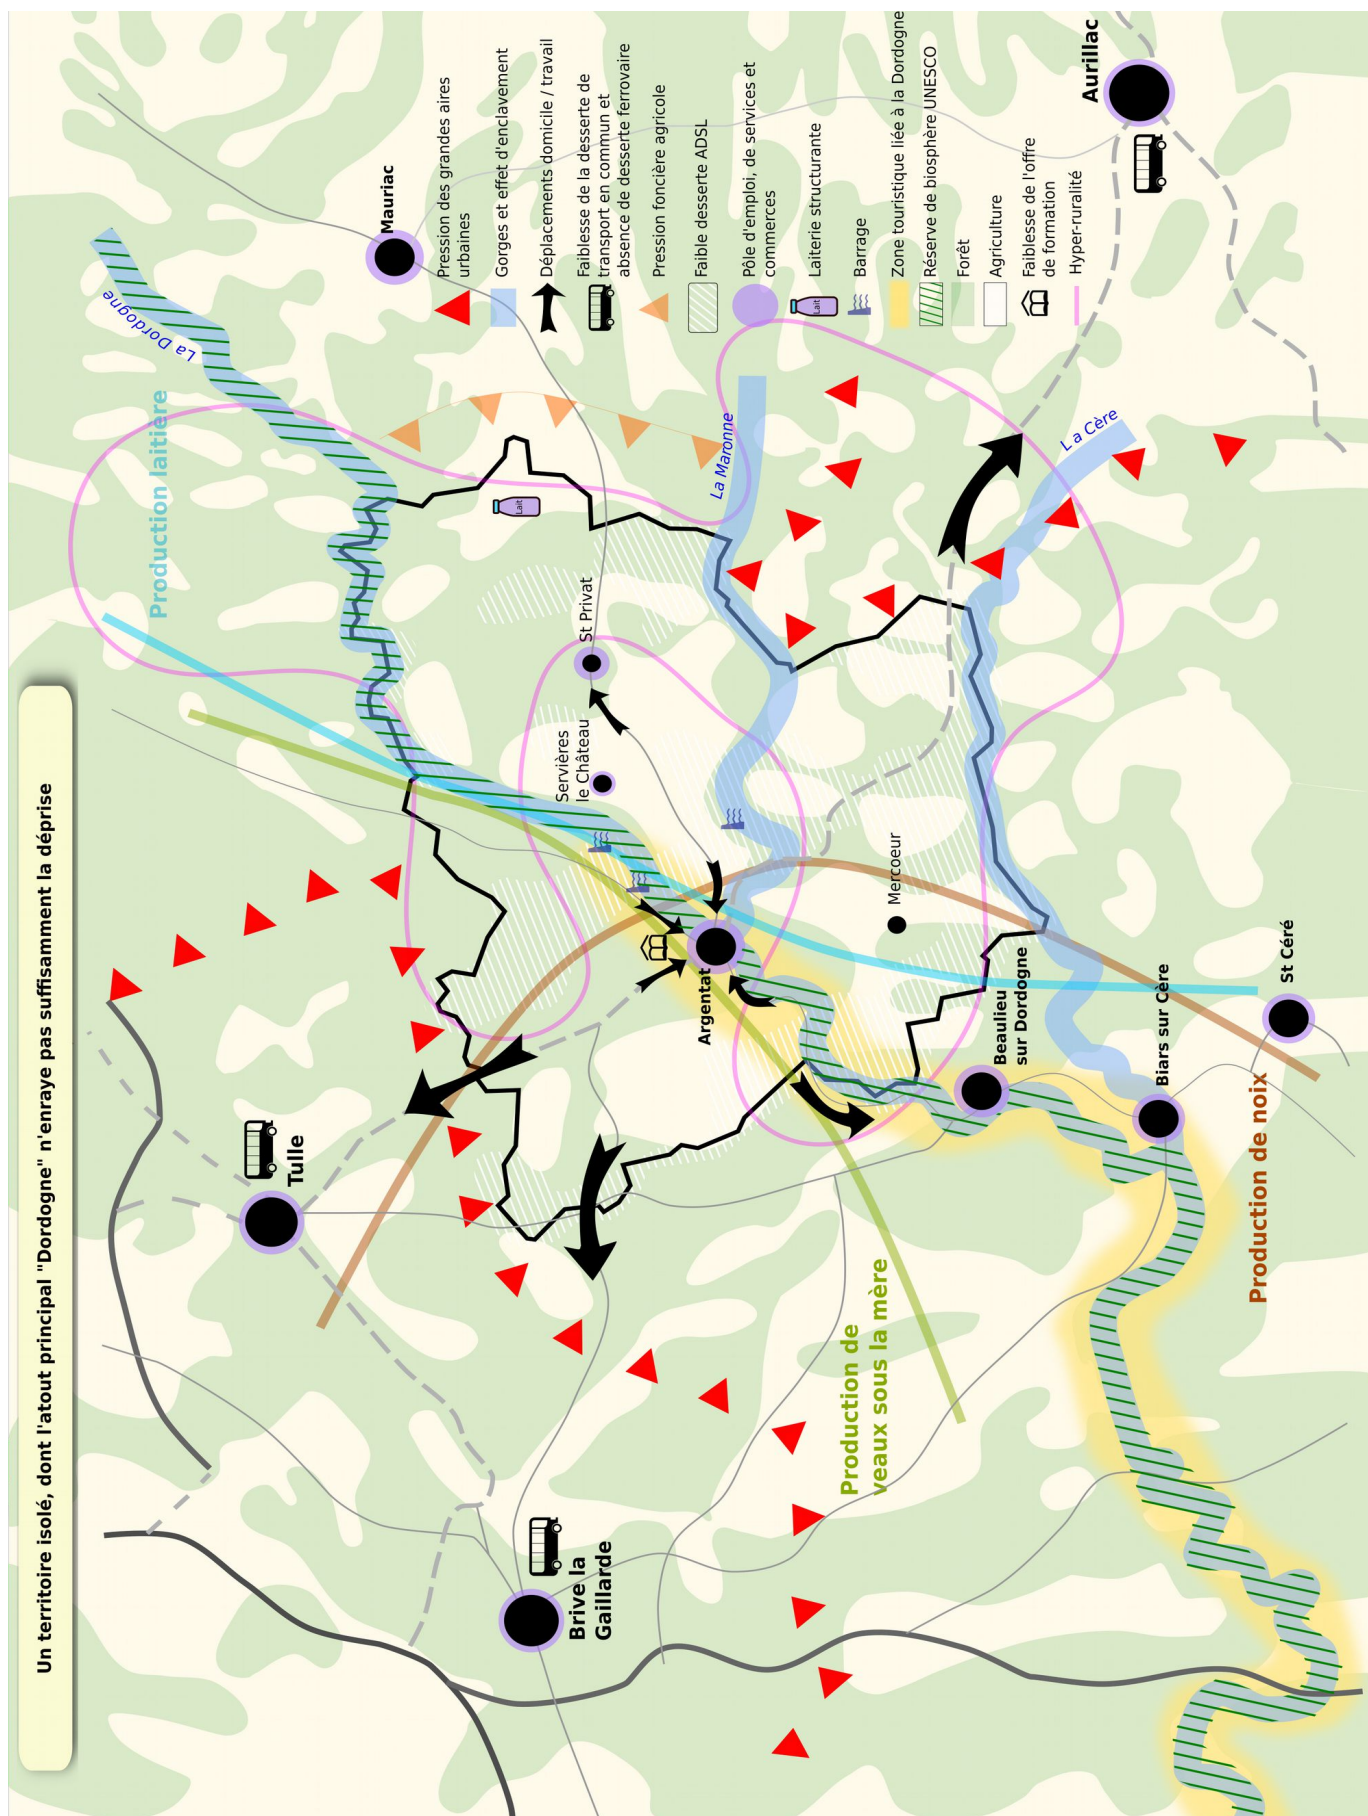 Un territoire isolé, dont l'atout principal "Dordogne" n'enraye pas suffisamment la déprise
La Dordogne
Production laitiere
Mauriac
Aurillac
Tulle
Brive la
Gaillarde
St Privat
Servières
le Château
Argentat
Mercoeur
Beaulieu
sur Dordogne
Biars sur Cère
St Céré
La Maronne
La Cère
Lait
Production de
veaux sous la mère
Production de noix
Pression des grandes aires
urbaines
Gorges et effet d'enclavement
Déplacements domicile / travail
Faiblesse de la desserte de
transport en commun et
absence de desserte ferrovaire
Pression foncière agricole
Faible desserte ADSL
Pôle d'emploi, de services et
commerces
Lait
Laiterie structurante
Barrage
Zone touristique liée à la Dordogne
Réserve de biosphère UNESCO
Forêt
Agriculture
Faiblesse de l'offre
de formation
Hyper-ruralité